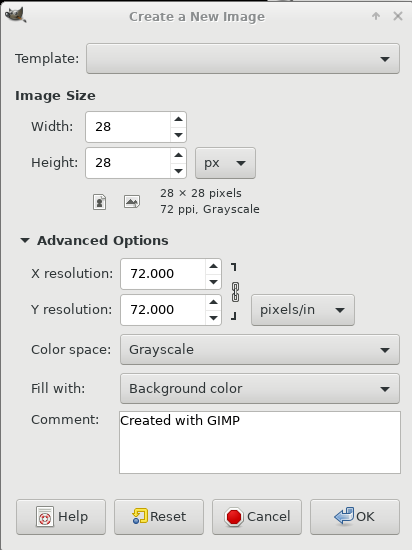 Create a New Image
Template:
Image Size
Width: 28
Height: 28 px
28 × 28 pixels
72 ppi, Grayscale
Advanced Options
X resolution: 72.000
Y resolution: 72.000 pixels/in
Color space: Grayscale
Fill with: Background color
Comment: Created with GIMP
Help Reset Cancel OK